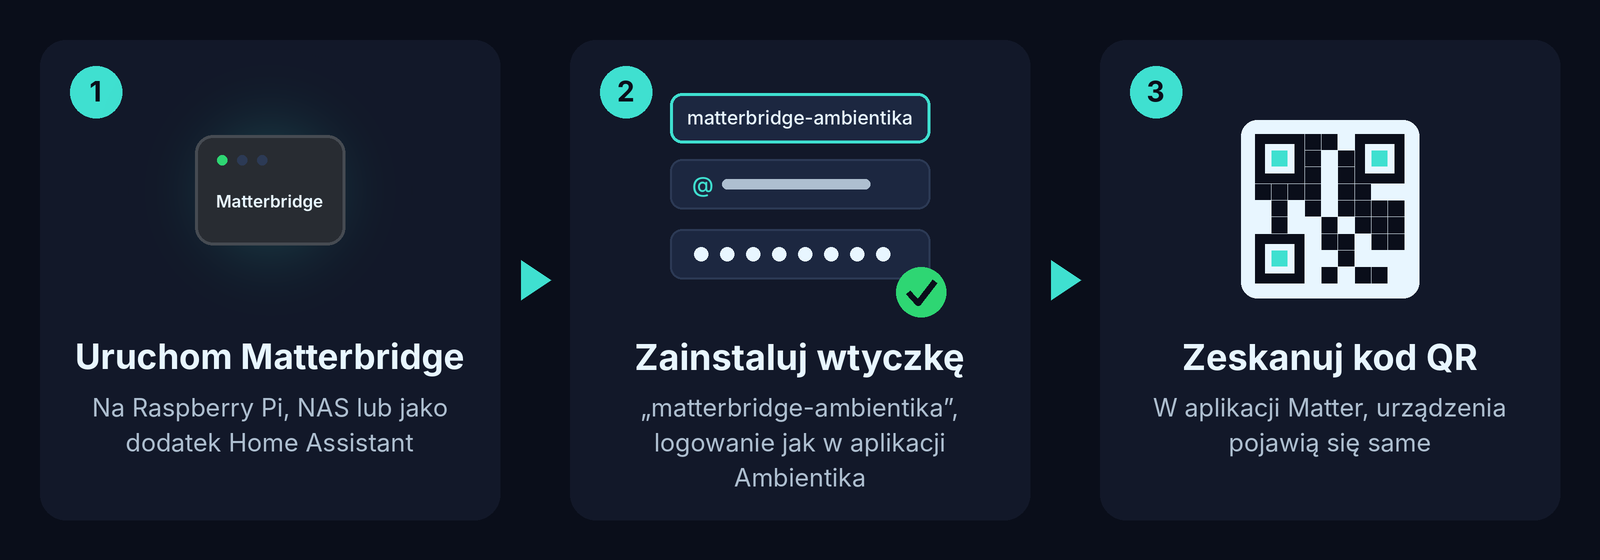 1
Matterbridge
Uruchom Matterbridge
Na Raspberry Pi, NAS lub jako
dodatek Home Assistant
2
matterbridge-ambientika
@
Zainstaluj wtyczkę
„matterbridge-ambientika”,
logowanie jak w aplikacji
Ambientika
3
Zeskanuj kod QR
W aplikacji Matter, urządzenia
pojawią się same